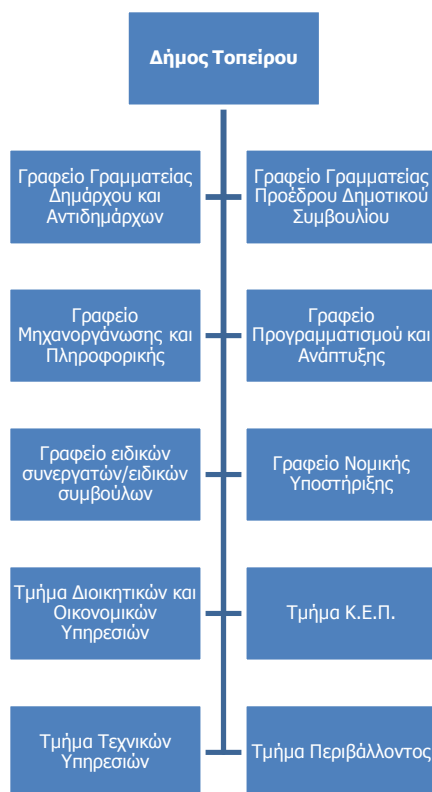 Δήμος Τοπείρου
Γραφείο Γραμματείας
Δημάρχου και
Αντιδημάρχων
Γραφείο Γραμματείας
Προέδρου Δημοτικού
Συμβουλίου
Γραφείο
Μηχανοργάνωσης και
Πληροφορικής
Γραφείο
Προγραμματισμού και
Ανάπτυξης
Γραφείο ειδικών
συνεργατών/ειδικών
συμβούλων
Γραφείο Νομικής
Υποστήριξης
Τμήμα Διοικητικών και
Οικονομικών
Υπηρεσιών
Τμήμα Κ.Ε.Π.
Τμήμα Τεχνικών
Υπηρεσιών
Τμήμα Περιβάλλοντος